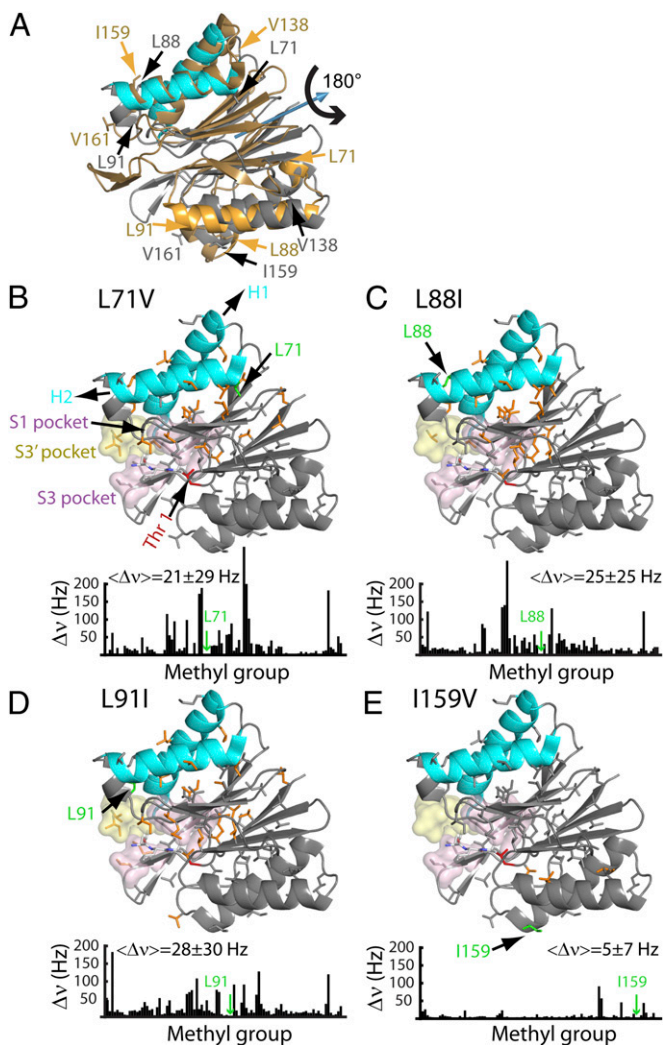 A
I159
L88
V138
L71
180°
V161
L91
L71
L91
V161
L88
I159
V138
B
L71V
H1
L71
H2
S1 pocket
S3' pocket
S3 pocket
Thr 1
<Δν>=21±29 Hz
200
150
100
50
Δν (Hz)
L71
Methyl group
C
L88I
L88
<Δν>=25±25 Hz
200
150
100
50
Δν (Hz)
L88
Methyl group
D
L91I
L91
<Δν>=28±30 Hz
200
150
100
50
Δν (Hz)
L91
Methyl group
E
I159V
I159
<Δν>=5±7 Hz
200
150
100
50
Δν (Hz)
I159
Methyl group